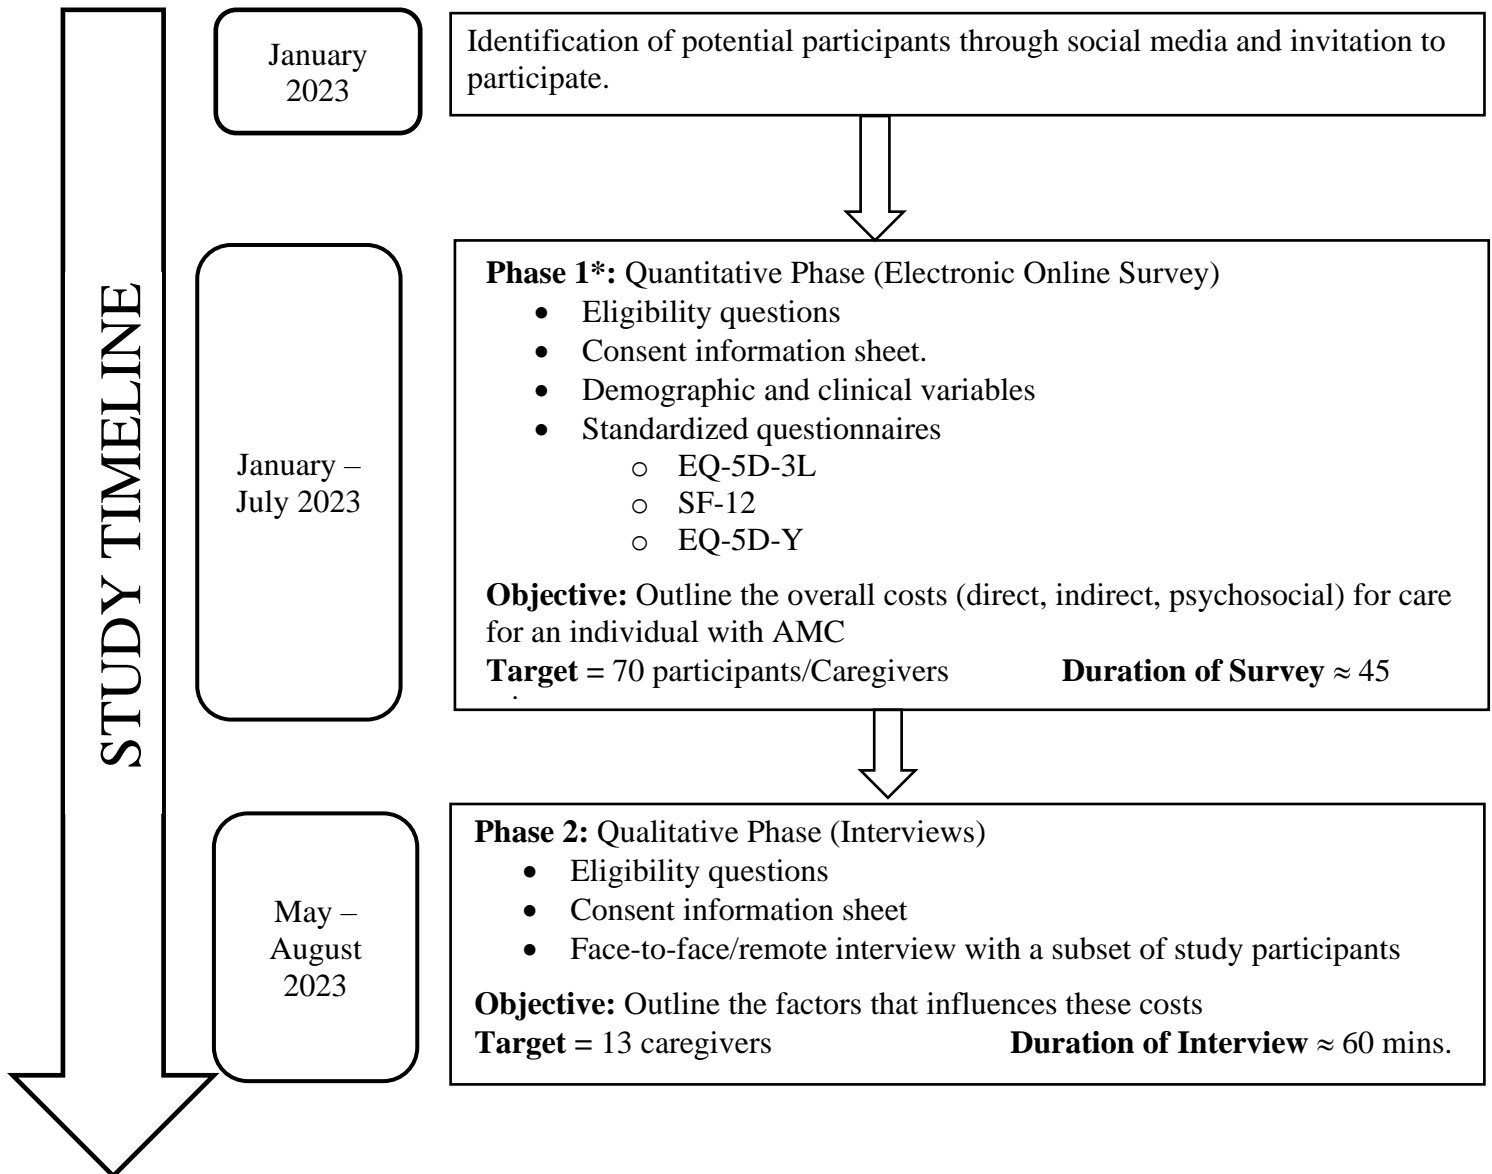 STUDY TIMELINE
January
2023
Identification of potential participants through social media and invitation to
participate.
January –
July 2023
Phase 1*: Quantitative Phase (Electronic Online Survey)
• Eligibility questions
• Consent information sheet.
• Demographic and clinical variables
• Standardized questionnaires
o EQ-5D-3L
o SF-12
o EQ-5D-Y
Objective: Outline the overall costs (direct, indirect, psychosocial) for care
for an individual with AMC
Target = 70 participants/Caregivers Duration of Survey ≈ 45
May –
August
2023
Phase 2: Qualitative Phase (Interviews)
• Eligibility questions
• Consent information sheet
• Face-to-face/remote interview with a subset of study participants
Objective: Outline the factors that influences these costs
Target = 13 caregivers Duration of Interview ≈ 60 mins.